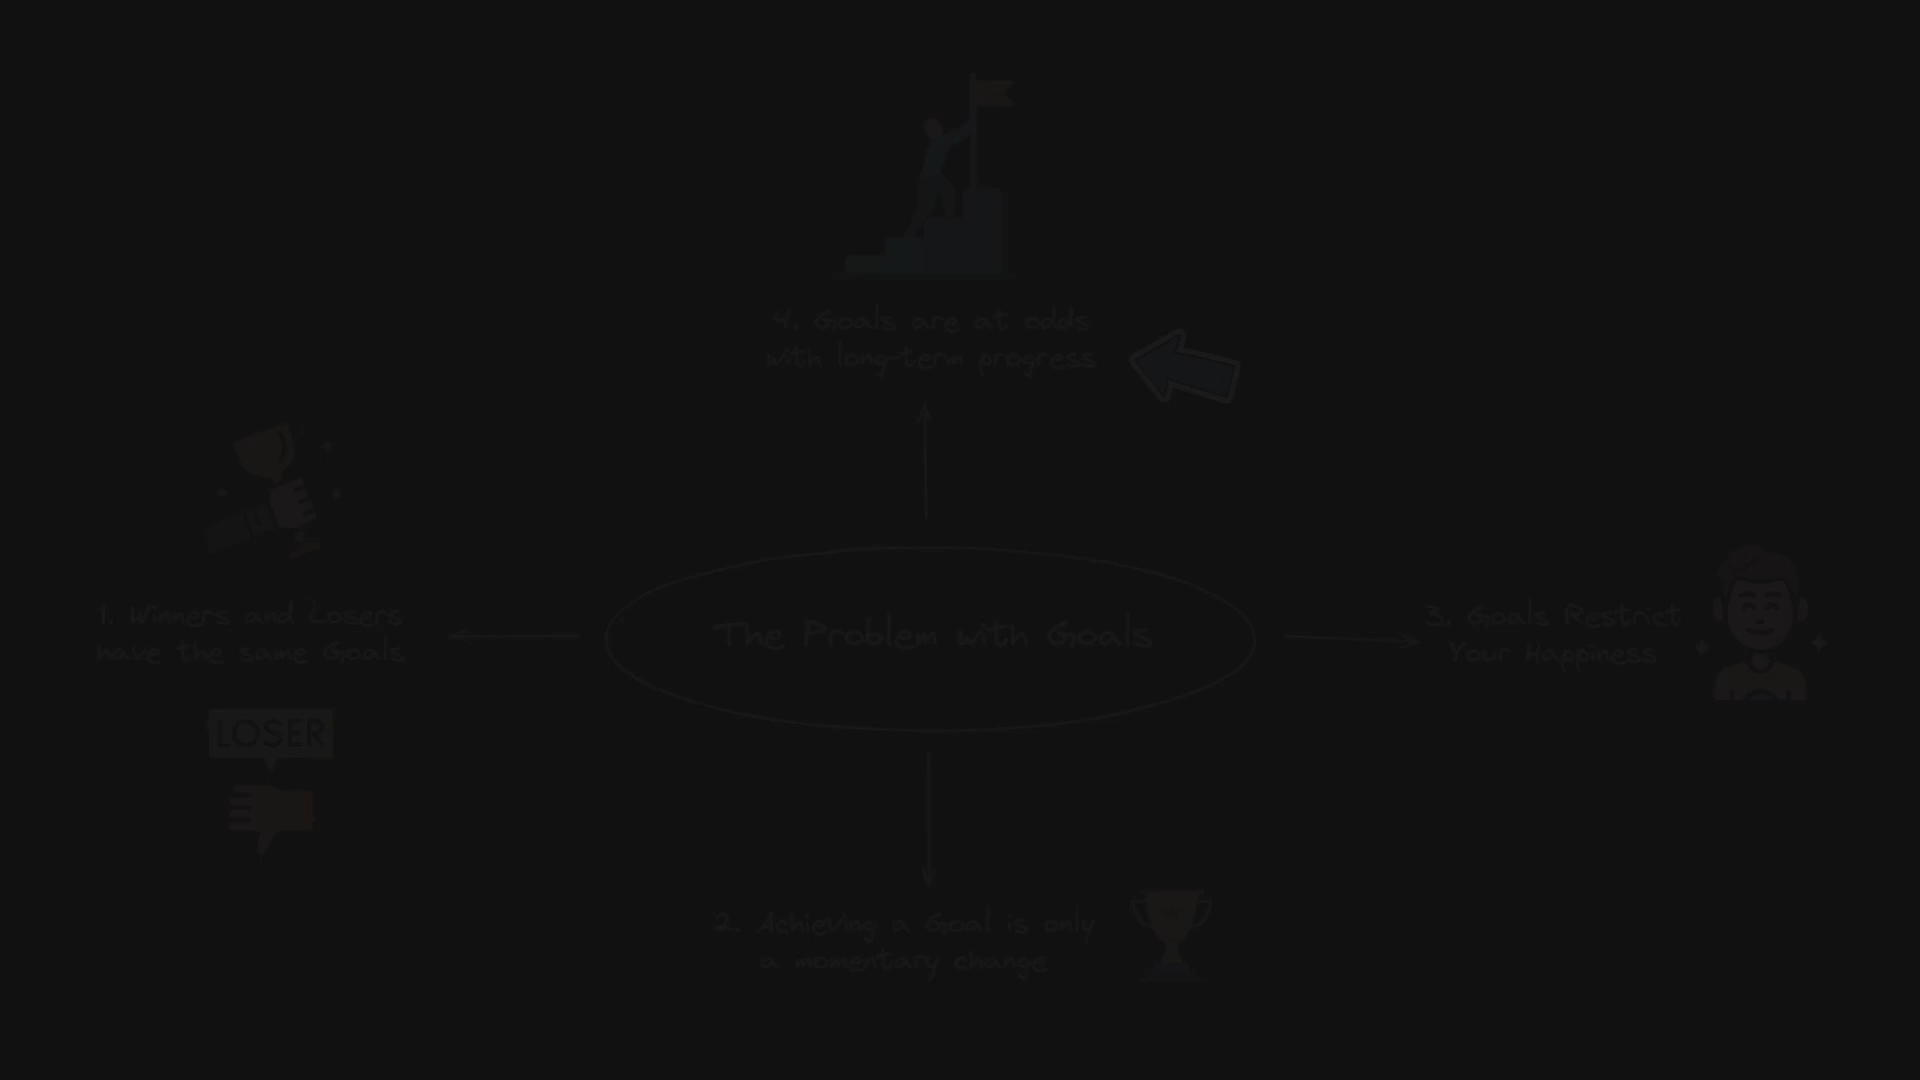 4. Goals are at odds
with long-term progress
1. Winners and Losers
have the same Goals
The Problem with Goals
3. Goals Restrict
Your Happiness
LOSER
2. Achieving a Goal is only
a momentary change